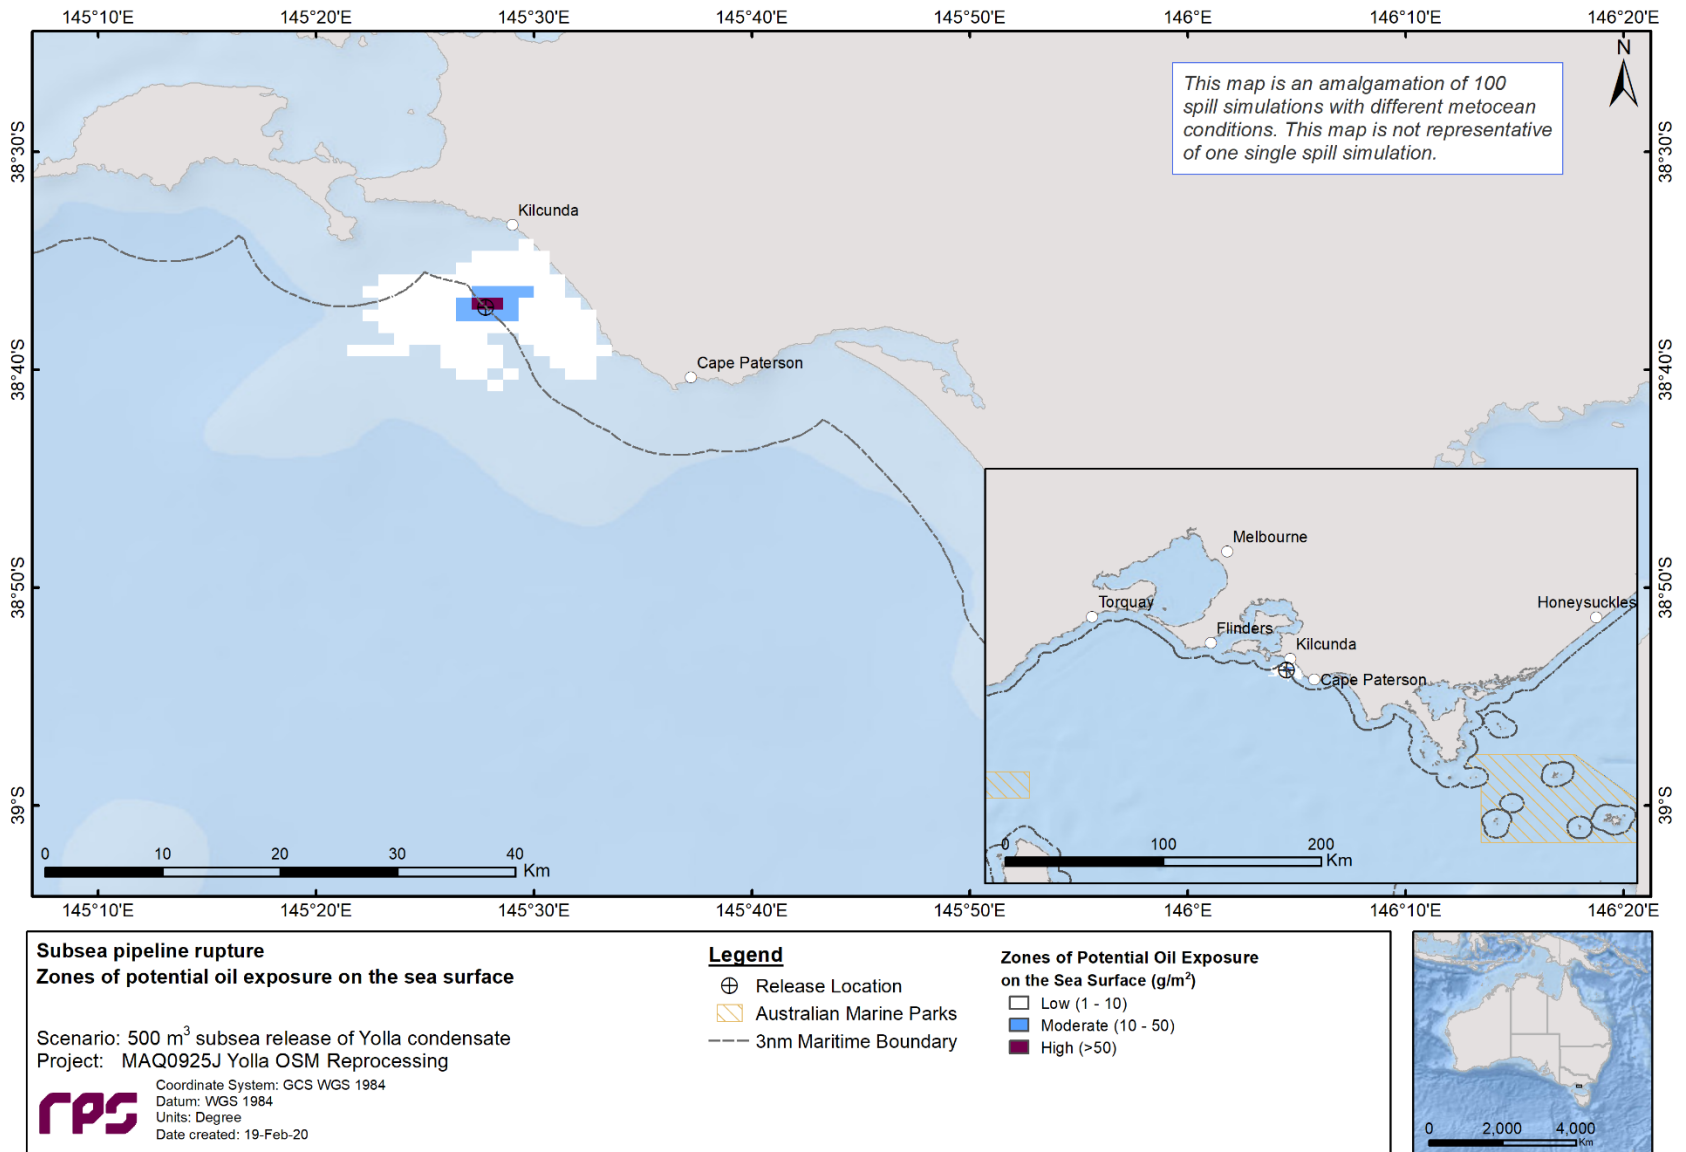 145°10'E 145°20'E 145°30'E 145°40'E 145°50'E 146°E 146°10'E 146°20'E
N
This map is an amalgamation of 100
spill simulations with different metocean
conditions. This map is not representative
of one single spill simulation.
38°30'S 38°30'S
Kilcunda
38°40'S 38°40'S
Cape Paterson
38°50'S 38°50'S
Melbourne
Torquay
Honeysuckles
Flinders
Kilcunda
Cape Paterson
39°S 39°S
0 10 20 30 40 Km
0 100 200 Km
145°10'E 145°20'E 145°30'E 145°40'E 145°50'E 146°E 146°10'E 146°20'E
Subsea pipeline rupture
Zones of potential oil exposure on the sea surface
Scenario: 500 m³ subsea release of Yolla condensate
Project: MAQ0925J Yolla OSM Reprocessing
rps
Coordinate System: GCS WGS 1984
Datum: WGS 1984
Units: Degree
Date created: 19-Feb-20
Legend
Release Location
Australian Marine Parks
3nm Maritime Boundary
Zones of Potential Oil Exposure
on the Sea Surface (g/m²)
Low (1 - 10)
Moderate (10 - 50)
High (>50)
0 2,000 4,000
Km